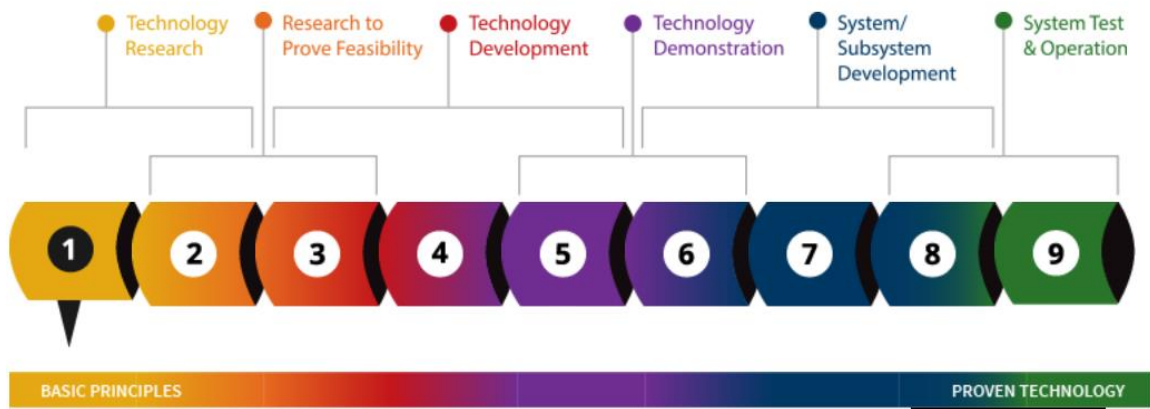 Technology
Research
Research to
Prove Feasibility
Technology
Development
Technology
Demonstration
System/
Subsystem
Development
System Test
& Operation
1
2
3
4
5
6
7
8
9
BASIC PRINCIPLES
PROVEN TECHNOLOGY